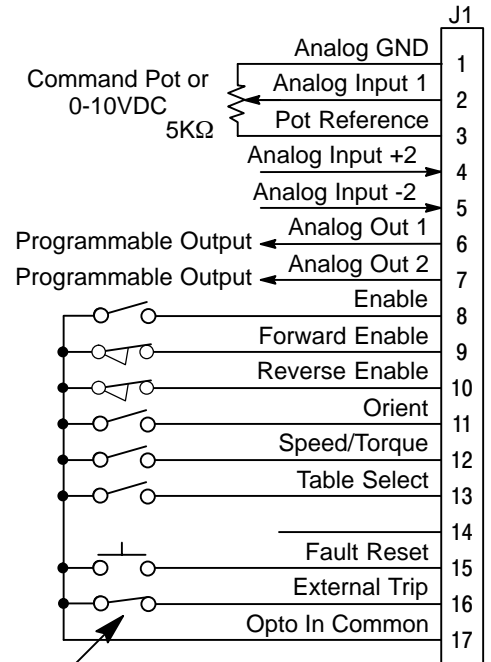 J1
Analog GND 1
Command Pot or
0-10VDC
5KΩ
Analog Input 1 2
Pot Reference 3
Analog Input +2 4
Analog Input -2 5
Programmable Output Analog Out 1 6
Programmable Output Analog Out 2 7
Enable 8
Forward Enable 9
Reverse Enable 10
Orient 11
Speed/Torque 12
Table Select 13
14
Fault Reset 15
External Trip 16
Opto In Common 17